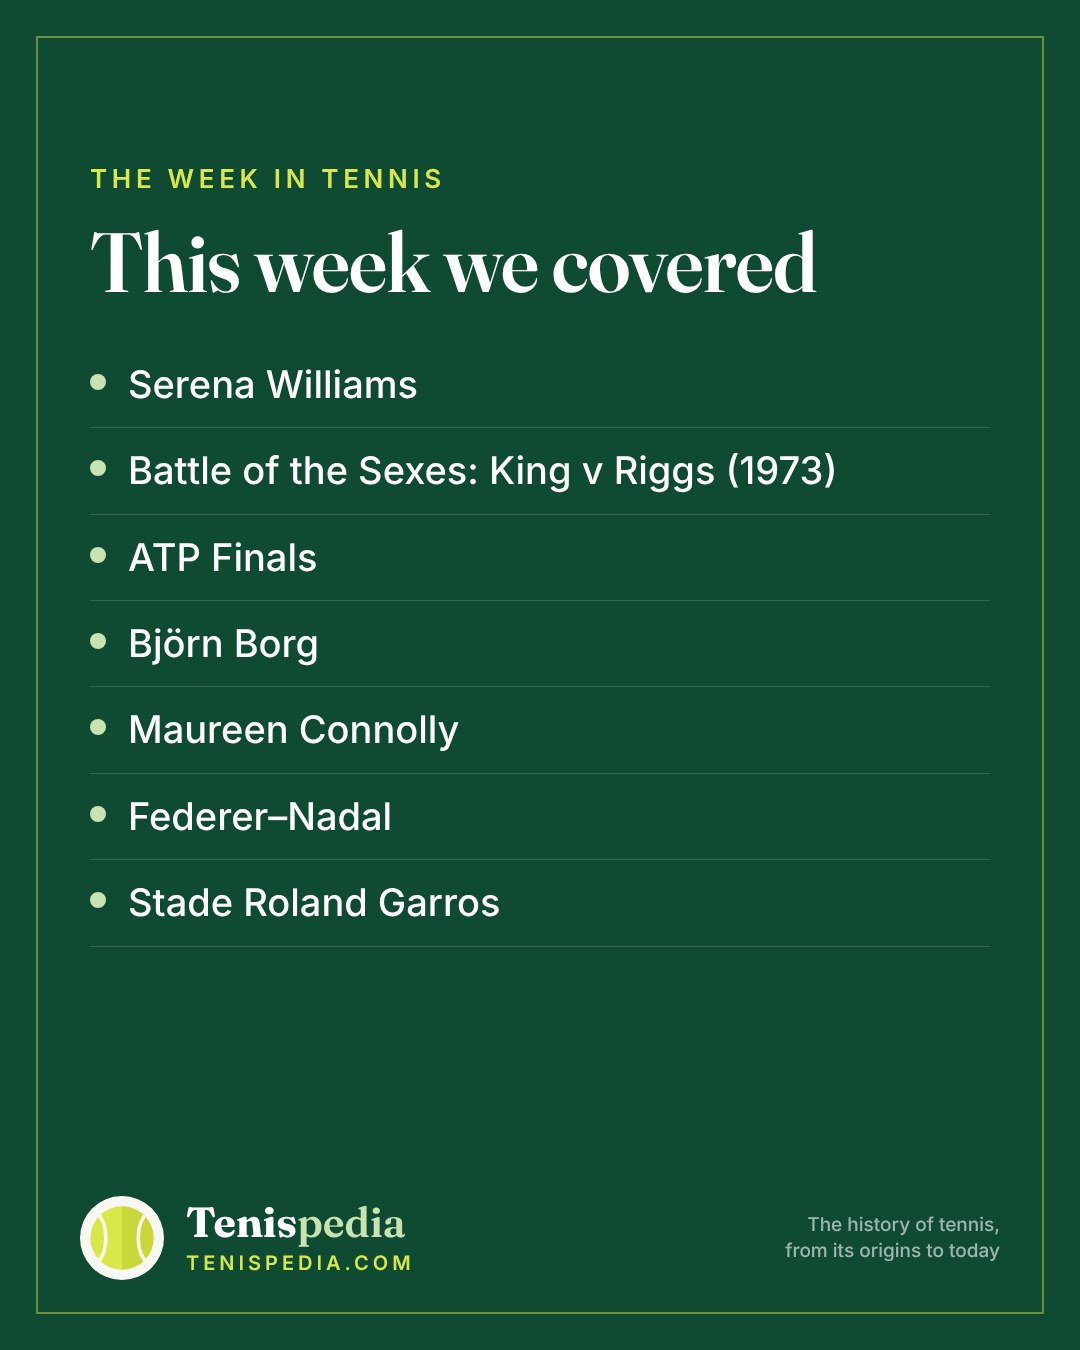 THE WEEK IN TENNIS
This week we covered
Serena Williams
Battle of the Sexes: King v Riggs (1973)
ATP Finals
Björn Borg
Maureen Connolly
Federer–Nadal
Stade Roland Garros
Tenispedia
TENISPEDIA.COM
The history of tennis,
from its origins to today